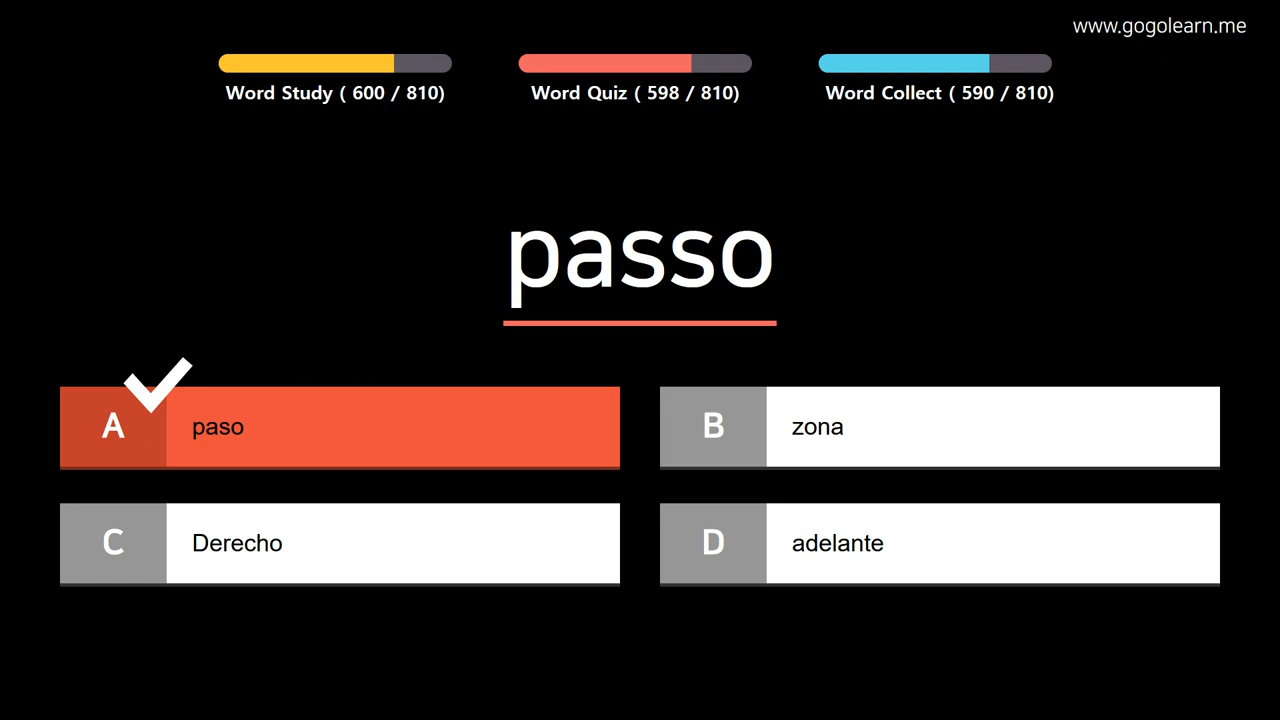 www.gogolearn.me
Word Study ( 600 / 810)
Word Quiz ( 598 / 810)
Word Collect ( 590 / 810)
passo
A paso
B zona
C Derecho
D adelante